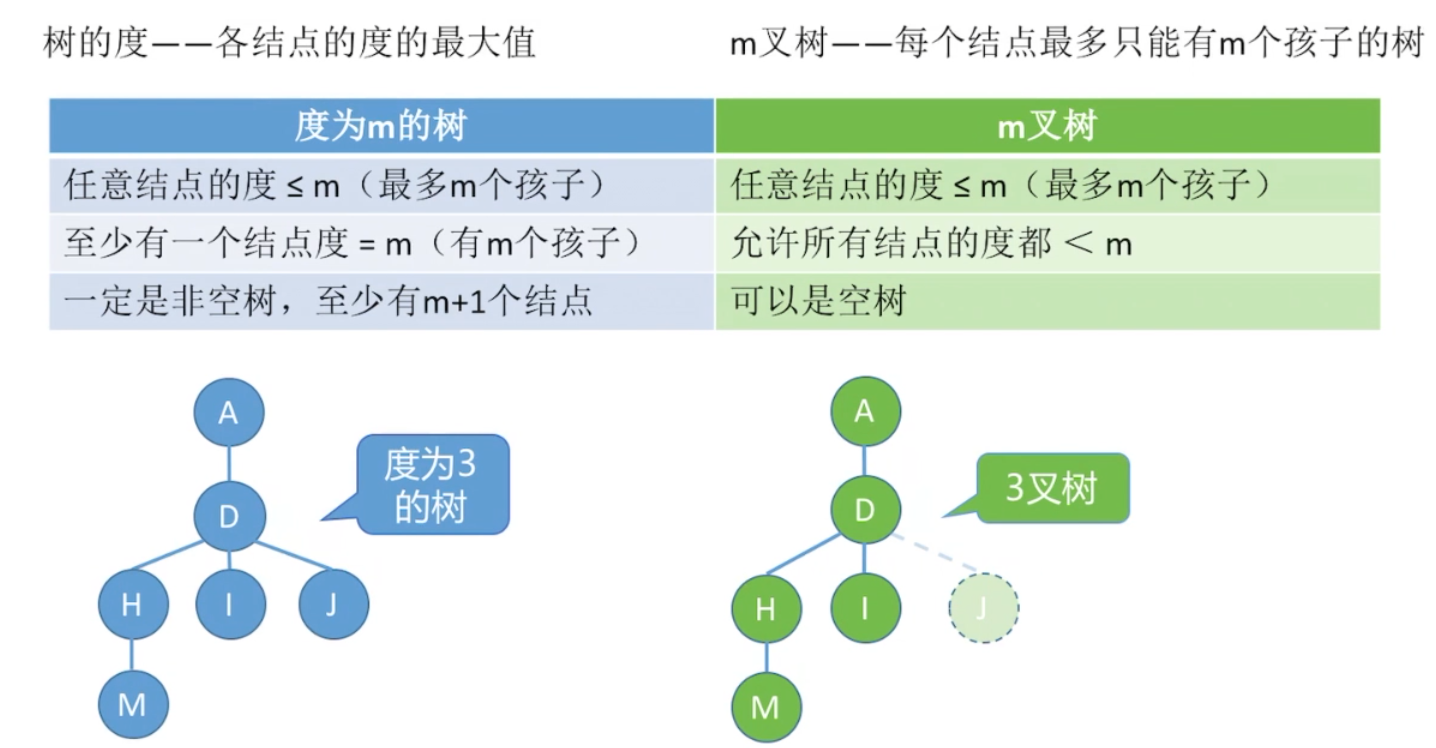 树的度——各结点的度的最大值
m叉树——每个结点最多只能有m个孩子的树
度为m的树
m叉树
任意结点的度 ≤ m（最多m个孩子）
任意结点的度 ≤ m（最多m个孩子）
至少有一个结点度 = m（有m个孩子）
允许所有结点的度都 ＜ m
一定是非空树，至少有m+1个结点
可以是空树
A
度为3
的树
D
H
I
J
M
A
3叉树
D
H
I
J
M